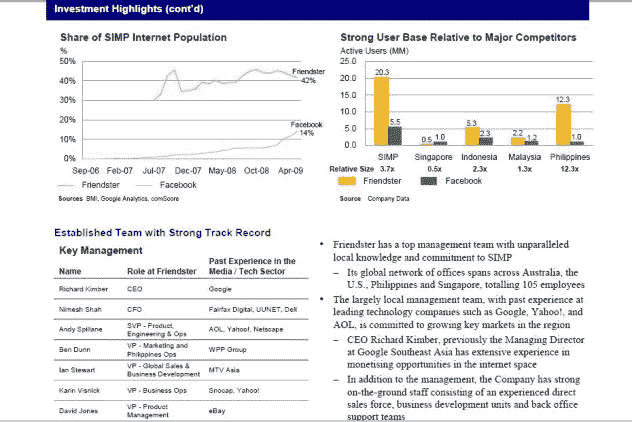 Investment Highlights (cont'd)
Share of SIMP Internet Population
%
50%
40%
30%
20%
10%
0%
Friendster
42%
Facebook
14%
Sep-06 Feb-07 Jul-07 Dec-07 May-08 Oct-08 Apr-09
Friendster Facebook
Sources BMI, Google Analytics, comScore
Strong User Base Relative to Major Competitors
Active Users (MM)
25.0
20.0
15.0
10.0
5.0
0.0
20.3
5.5
0.5 1.0
5.3
2.3
2.2
1.2
12.3
1.0
SIMP Singapore Indonesia Malaysia Philippines
Relative Size 3.7x 0.5x 2.3x 1.3x 12.3x
Friendster Facebook
Source Company Data
Established Team with Strong Track Record
Key Management
Name Role at Friendster Past Experience in the Media / Tech Sector
Richard Kimber CEO Google
Nimesh Shah CFO Fairfax Digital, UUNET, Dell
Andy Spillane SVP - Product, Engineering & Ops AOL, Yahoo!, Netscape
Ben Dunn VP - Marketing and Philippines Ops WPP Group
Ian Stewart VP - Global Sales & Business Development MTV Asia
Karin Visnick VP - Business Ops Snocap, Yahoo!
David Jones VP - Product Management eBay
• Friendster has a top management team with unparalleled
local knowledge and commitment to SIMP
– Its global network of offices spans across Australia, the
U.S., Philippines and Singapore, totalling 105 employees
• The largely local management team, with past experience at
leading technology companies such as Google, Yahoo!, and
AOL, is committed to growing key markets in the region
– CEO Richard Kimber, previously the Managing Director
at Google Southeast Asia has extensive experience in
monetising opportunities in the internet space
– In addition to the management, the Company has strong
on-the-ground staff consisting of an experienced direct
sales force, business development units and back office
support teams